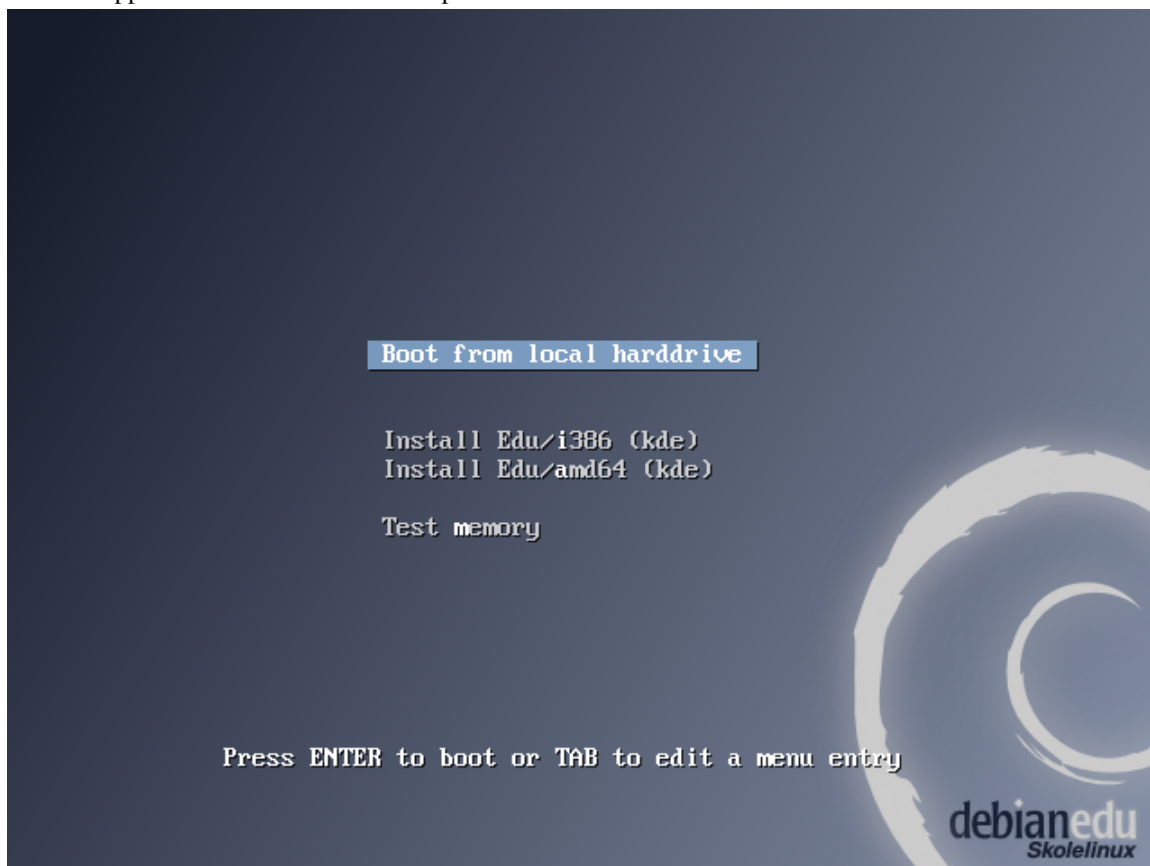 Boot from local harddrive
Install Edu/i386 (kde)
Install Edu/amd64 (kde)
Test memory
Press ENTER to boot or TAB to edit a menu entry
debianedu
Skolelinux